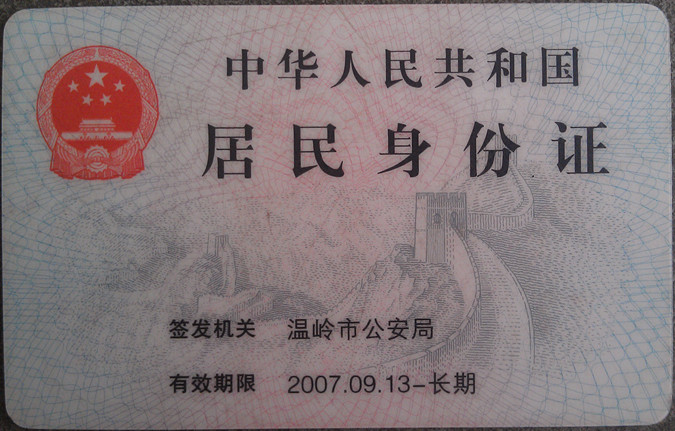 中华人民共和国
居民身份证
签发机关 温岭市公安局
有效期限 2007.09.13-长期